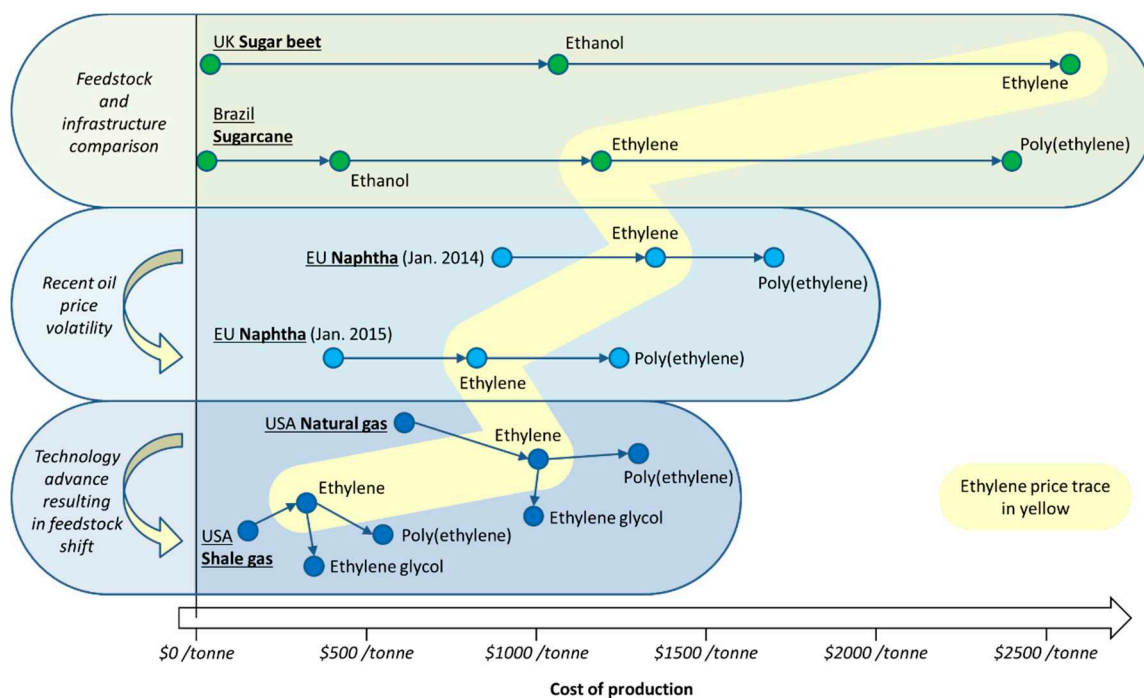 Feedstock
and
infrastructure
comparison
UK Sugar beet
Ethanol
Ethylene
Brazil
Sugarcane
Ethanol
Ethylene
Poly(ethylene)
Recent oil
price
volatility
EU Naphtha (Jan. 2014)
Ethylene
Poly(ethylene)
EU Naphtha (Jan. 2015)
Ethylene
Poly(ethylene)
Technology
advance
resulting
in feedstock
shift
USA Natural gas
Ethylene
Poly(ethylene)
Ethylene glycol
USA
Shale gas
Ethylene
Poly(ethylene)
Ethylene glycol
Ethylene price trace
in yellow
$0 /tonne
$500 /tonne
$1000 /tonne
$1500 /tonne
$2000 /tonne
$2500 /tonne
Cost of production